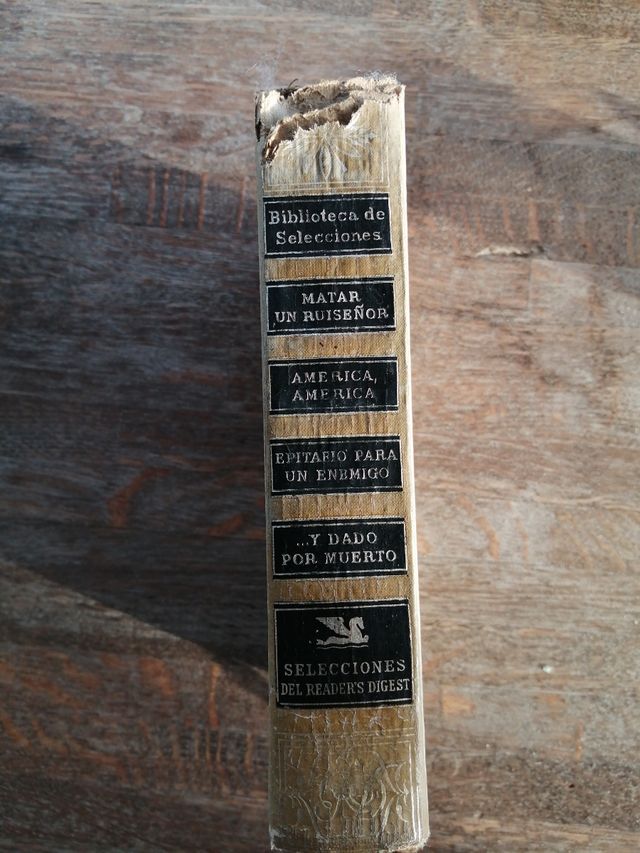 Biblioteca de
Selecciones
MATAR
UN RUISEÑOR
AMERICA,
AMERICA
EPITAFIO PARA
UN ENEMIGO
...Y DADO
POR MUERTO
SELECCIONES
DEL READER'S DIGEST